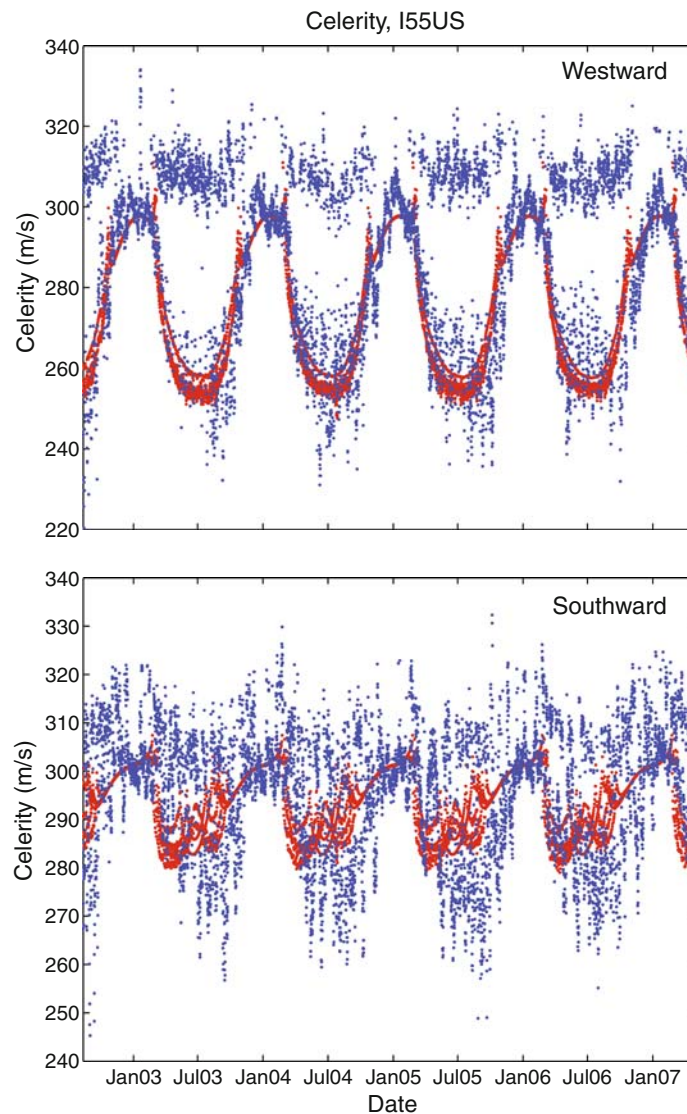 Celerity, I55US
Westward
340
320
300
280
260
240
220
Celerity (m/s)
Southward
340
330
320
310
300
290
280
270
260
250
240
Celerity (m/s)
Jan03 Jul03 Jan04 Jul04 Jan05 Jul05 Jan06 Jul06 Jan07
Date